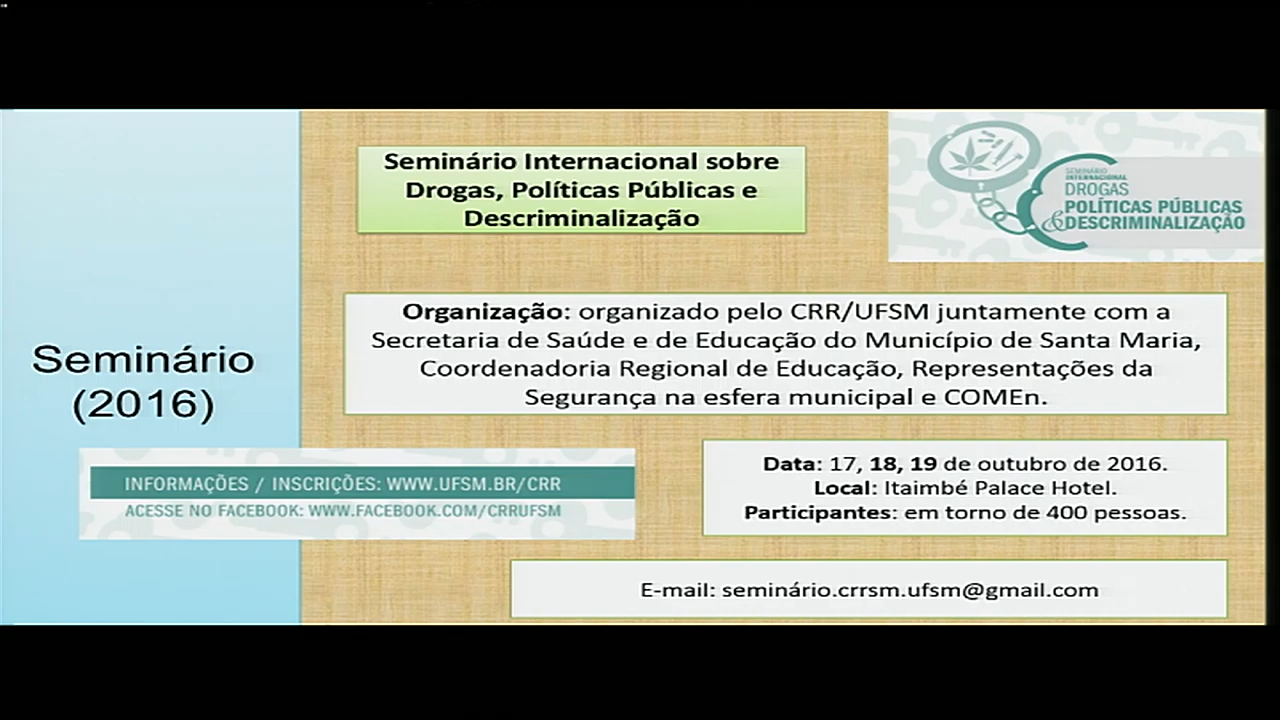 Seminário Internacional sobre
Drogas, Políticas Públicas e
Descriminalização
SEMINÁRIO
INTERNACIONAL
DROGAS
POLÍTICAS PÚBLICAS
&DESCRIMINALIZAÇÃO
Organização: organizado pelo CRR/UFSM juntamente com a
Secretaria de Saúde e de Educação do Município de Santa Maria,
Coordenadoria Regional de Educação, Representações da
Segurança na esfera municipal e COMEn.
Seminário
(2016)
INFORMAÇÕES / INSCRIÇÕES: WWW.UFSM.BR/CRR
ACESSE NO FACEBOOK: WWW.FACEBOOK.COM/CRRUFSM
Data: 17, 18, 19 de outubro de 2016.
Local: Itaimbé Palace Hotel.
Participantes: em torno de 400 pessoas.
E-mail: seminário.crrsm.ufsm@gmail.com